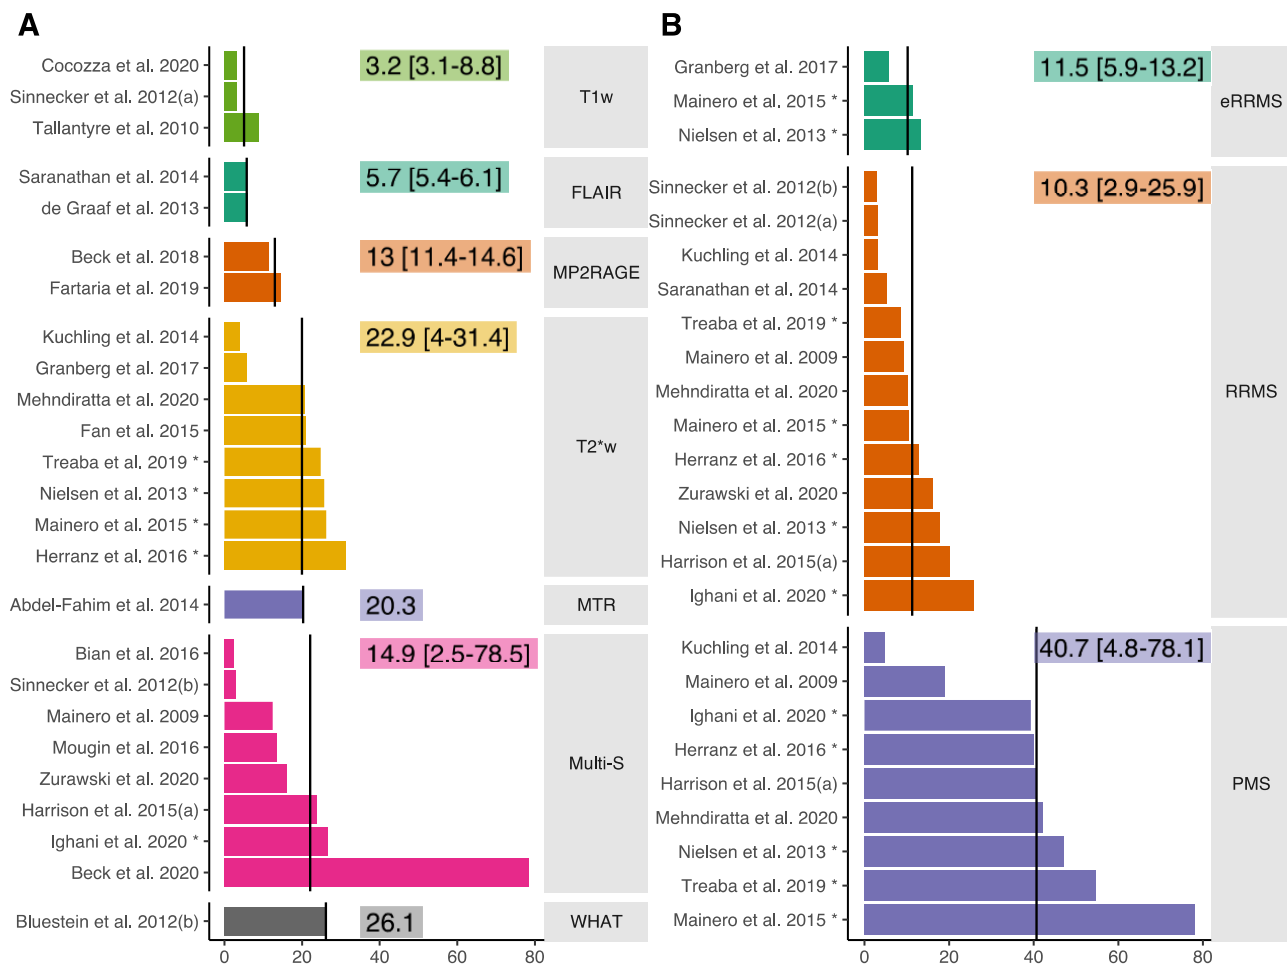 A
Cocozza et al. 2020
Sinnecker et al. 2012(a)
Tallantyre et al. 2010
3.2 [3.1-8.8]
T1w
Saranathan et al. 2014
de Graaf et al. 2013
5.7 [5.4-6.1]
FLAIR
Beck et al. 2018
Fartaria et al. 2019
13 [11.4-14.6]
MP2RAGE
Kuchling et al. 2014
Granberg et al. 2017
Mehndiratta et al. 2020
Fan et al. 2015
Treaba et al. 2019 *
Nielsen et al. 2013 *
Mainero et al. 2015 *
Herranz et al. 2016 *
22.9 [4-31.4]
T2*w
Abdel-Fahim et al. 2014
20.3
MTR
Bian et al. 2016
Sinnecker et al. 2012(b)
Mainero et al. 2009
Mougin et al. 2016
Zurawski et al. 2020
Harrison et al. 2015(a)
Ighani et al. 2020 *
Beck et al. 2020
14.9 [2.5-78.5]
Multi-S
Bluestein et al. 2012(b)
26.1
WHAT
0 20 40 60 80
B
Granberg et al. 2017
Mainero et al. 2015 *
Nielsen et al. 2013 *
11.5 [5.9-13.2]
eRRMS
Sinnecker et al. 2012(b)
Sinnecker et al. 2012(a)
Kuchling et al. 2014
Saranathan et al. 2014
Treaba et al. 2019 *
Mainero et al. 2009
Mehndiratta et al. 2020
Mainero et al. 2015 *
Herranz et al. 2016 *
Zurawski et al. 2020
Nielsen et al. 2013 *
Harrison et al. 2015(a)
Ighani et al. 2020 *
10.3 [2.9-25.9]
RRMS
Kuchling et al. 2014
Mainero et al. 2009
Ighani et al. 2020 *
Herranz et al. 2016 *
Harrison et al. 2015(a)
Mehndiratta et al. 2020
Nielsen et al. 2013 *
Treaba et al. 2019 *
Mainero et al. 2015 *
40.7 [4.8-78.1]
PMS
0 20 40 60 80